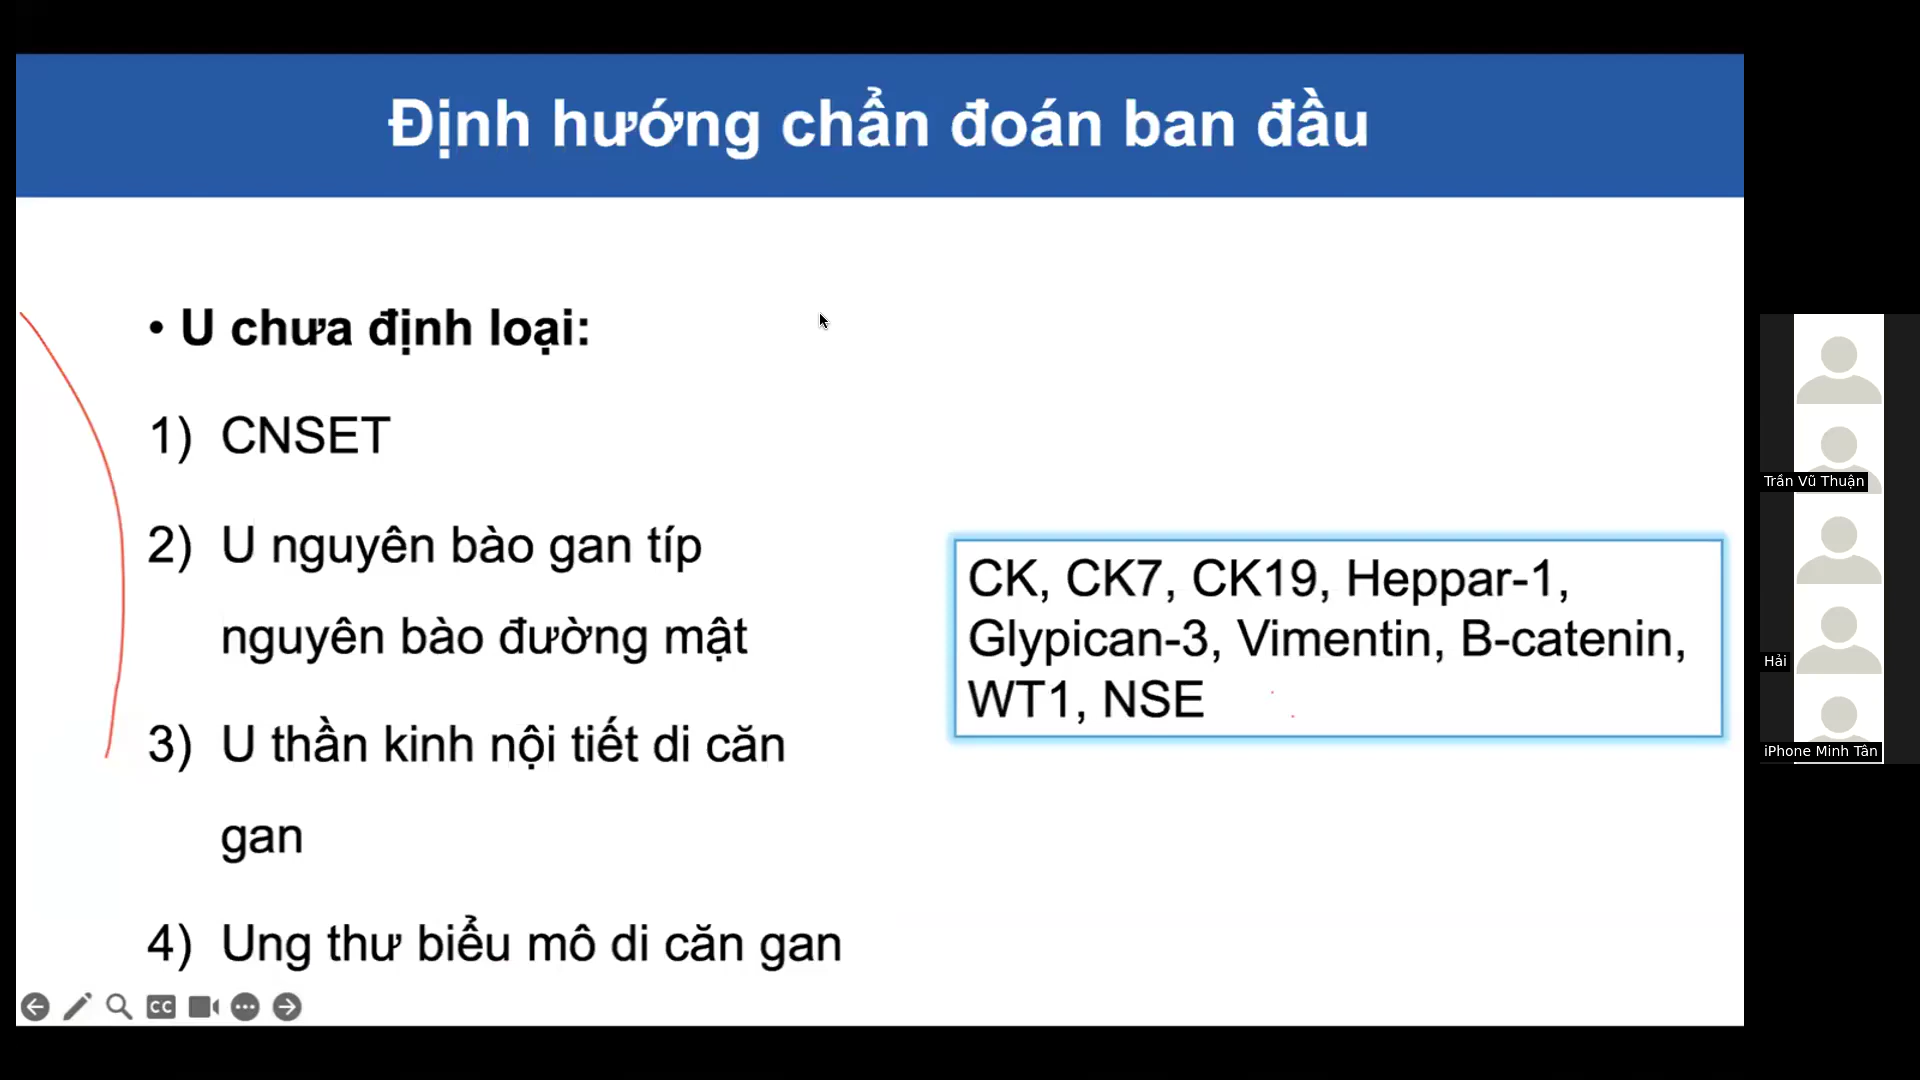 Định hướng chẩn đoán ban đầu
• U chưa định loại:
1) CNSET
2) U nguyên bào gan típ
nguyên bào đường mật
3) U thần kinh nội tiết di căn
gan
4) Ung thư biểu mô di căn gan
CK, CK7, CK19, Heppar-1,
Glypican-3, Vimentin, B-catenin,
WT1, NSE
CC
Trần Vũ Thuận
Hải
iPhone Minh Tân